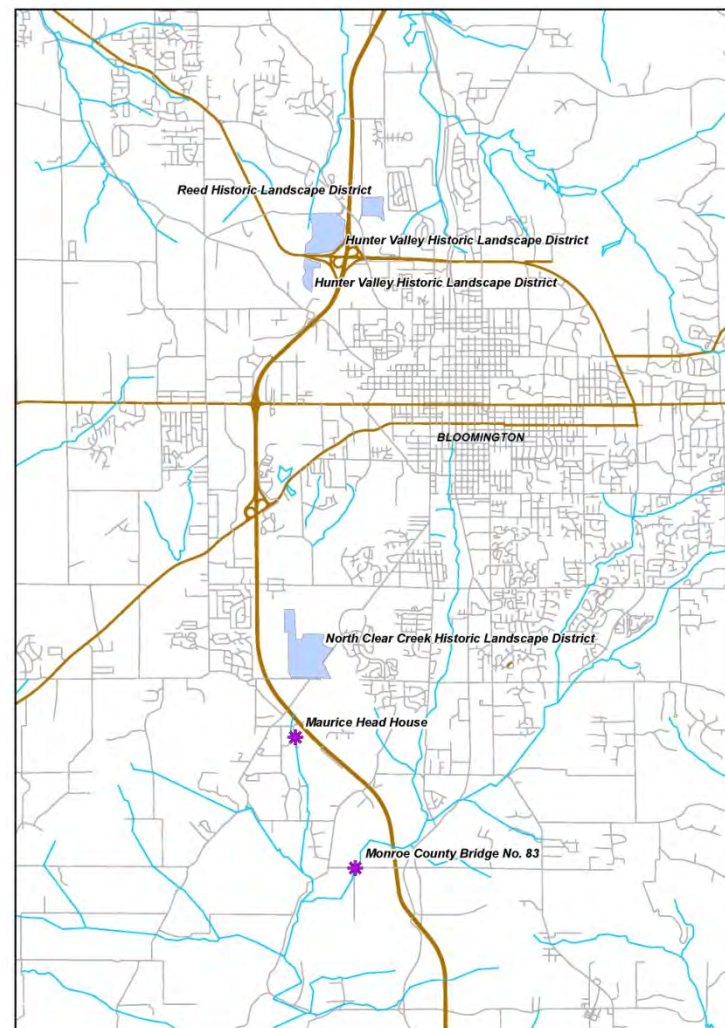 Reed Historic Landscape District
Hunter Valley Historic Landscape District
Hunter Valley Historic Landscape District
BLOOMINGTON
North Clear Creek Historic Landscape District
Maurice Head House
Monroe County Bridge No. 83